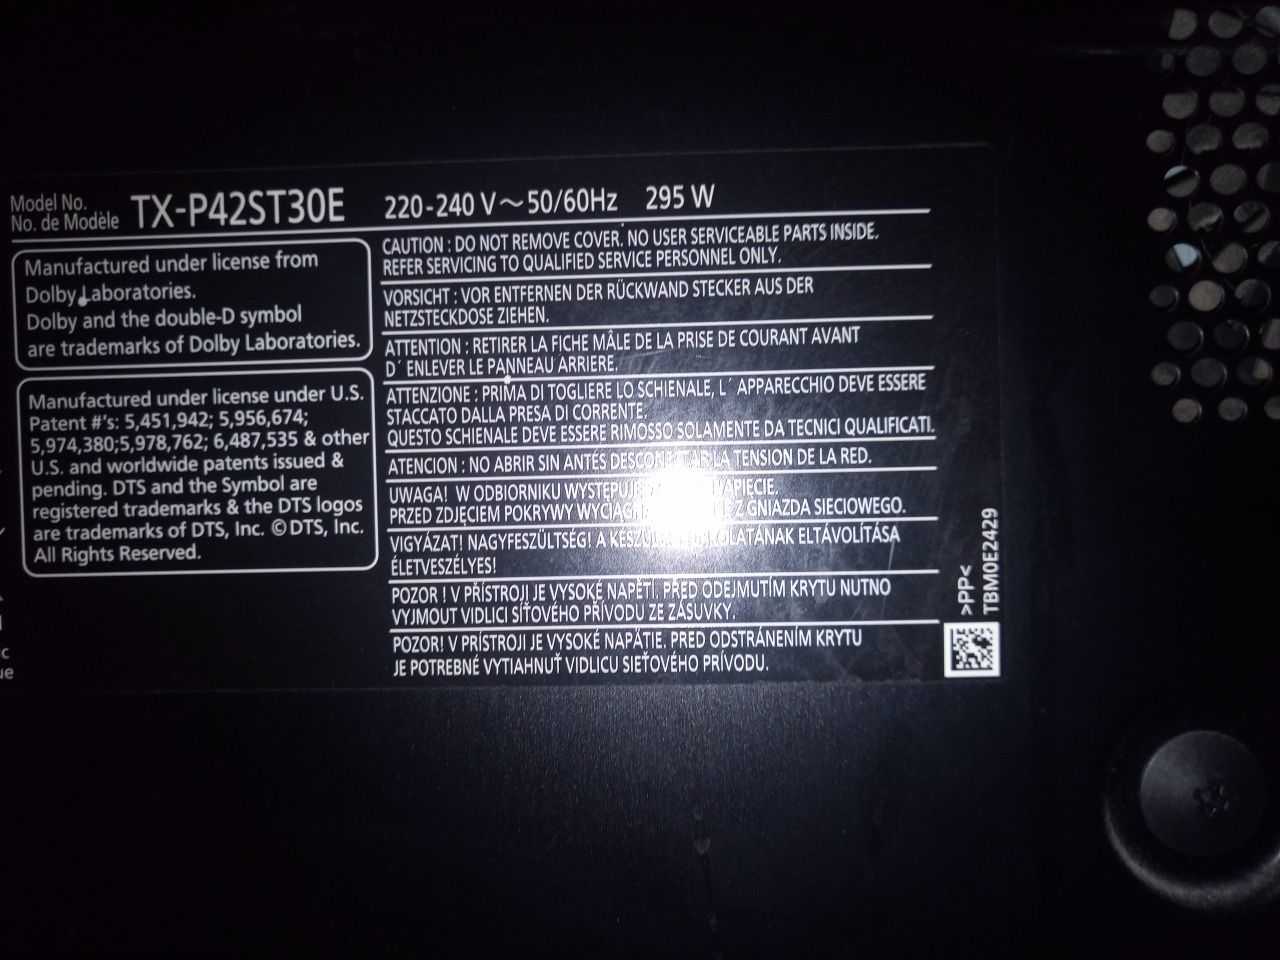 Model No.
No. de Modèle
TX-P42ST30E
220-240 V～50/60Hz 295 W
Manufactured under license from
Dolby Laboratories.
Dolby and the double-D symbol
are trademarks of Dolby Laboratories.
Manufactured under license under U.S.
Patent #'s: 5,451,942; 5,956,674;
5,974,380;5,978,762; 6,487,535 & other
U.S. and worldwide patents issued &
pending. DTS and the Symbol are
registered trademarks & the DTS logos
are trademarks of DTS, Inc. © DTS, Inc.
All Rights Reserved.
CAUTION : DO NOT REMOVE COVER. NO USER SERVICEABLE PARTS INSIDE.
REFER SERVICING TO QUALIFIED SERVICE PERSONNEL ONLY.
VORSICHT : VOR ENTFERNEN DER RÜCKWAND STECKER AUS DER
NETZSTECKDOSE ZIEHEN.
ATTENTION : RETIRER LA FICHE MÂLE DE LA PRISE DE COURANT AVANT
D´ ENLEVER LE PANNEAU ARRIERE.
ATTENZIONE : PRIMA DI TOGLIERE LO SCHIENALE, L´ APPARECCHIO DEVE ESSERE
STACCATO DALLA PRESA DI CORRENTE.
QUESTO SCHIENALE DEVE ESSERE RIMOSSO SOLAMENTE DA TECNICI QUALIFICATI.
ATENCION : NO ABRIR SIN ANTÉS DESCONECTAR LA TENSION DE LA RED.
UWAGA! W ODBIORNIKU WYSTĘPUJE NAPIĘCIE.
PRZED ZDJĘCIEM POKRYWY Z GNIAZDA SIECIOWEGO.
VIGYÁZAT! NAGYFESZÜLTSÉG! A ELTÁVOLÍTÁSA
ÉLETVESZÉLYES!
POZOR ! V PŘÍSTROJI JE VYSOKÉ NAPĚTÍ. PŘED ODEJMUTÍM KRYTU NUTNO
VYJMOUT VIDLICI SÍŤOVÉHO PŘÍVODU ZE ZÁSUVKY.
POZOR! V PRÍSTROJI JE VYSOKÉ NAPÁTIE. PRED ODSTRÁNENÍM KRYTU
JE POTREBNÉ VYTIAHNUŤ VIDLICU SIEŤOVÉHO PRÍVODU.
>PP<
TBM0E2429